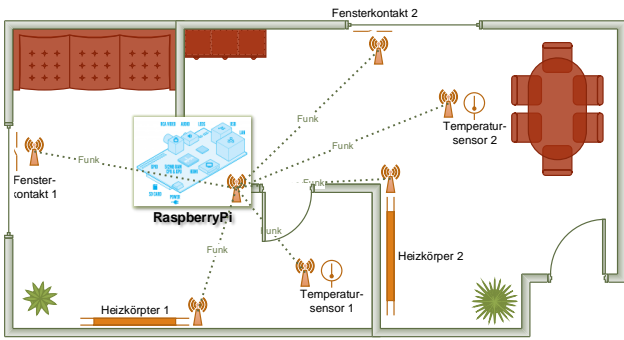 Fensterkontakt 2
Funk
Temperatur-
sensor 2
Funk
Funk
Fenster-
kontakt 1
Funk
RaspberryPi
Funk
Funk
Heizkörper 2
Temperatur-
sensor 1
Heizkörpter 1